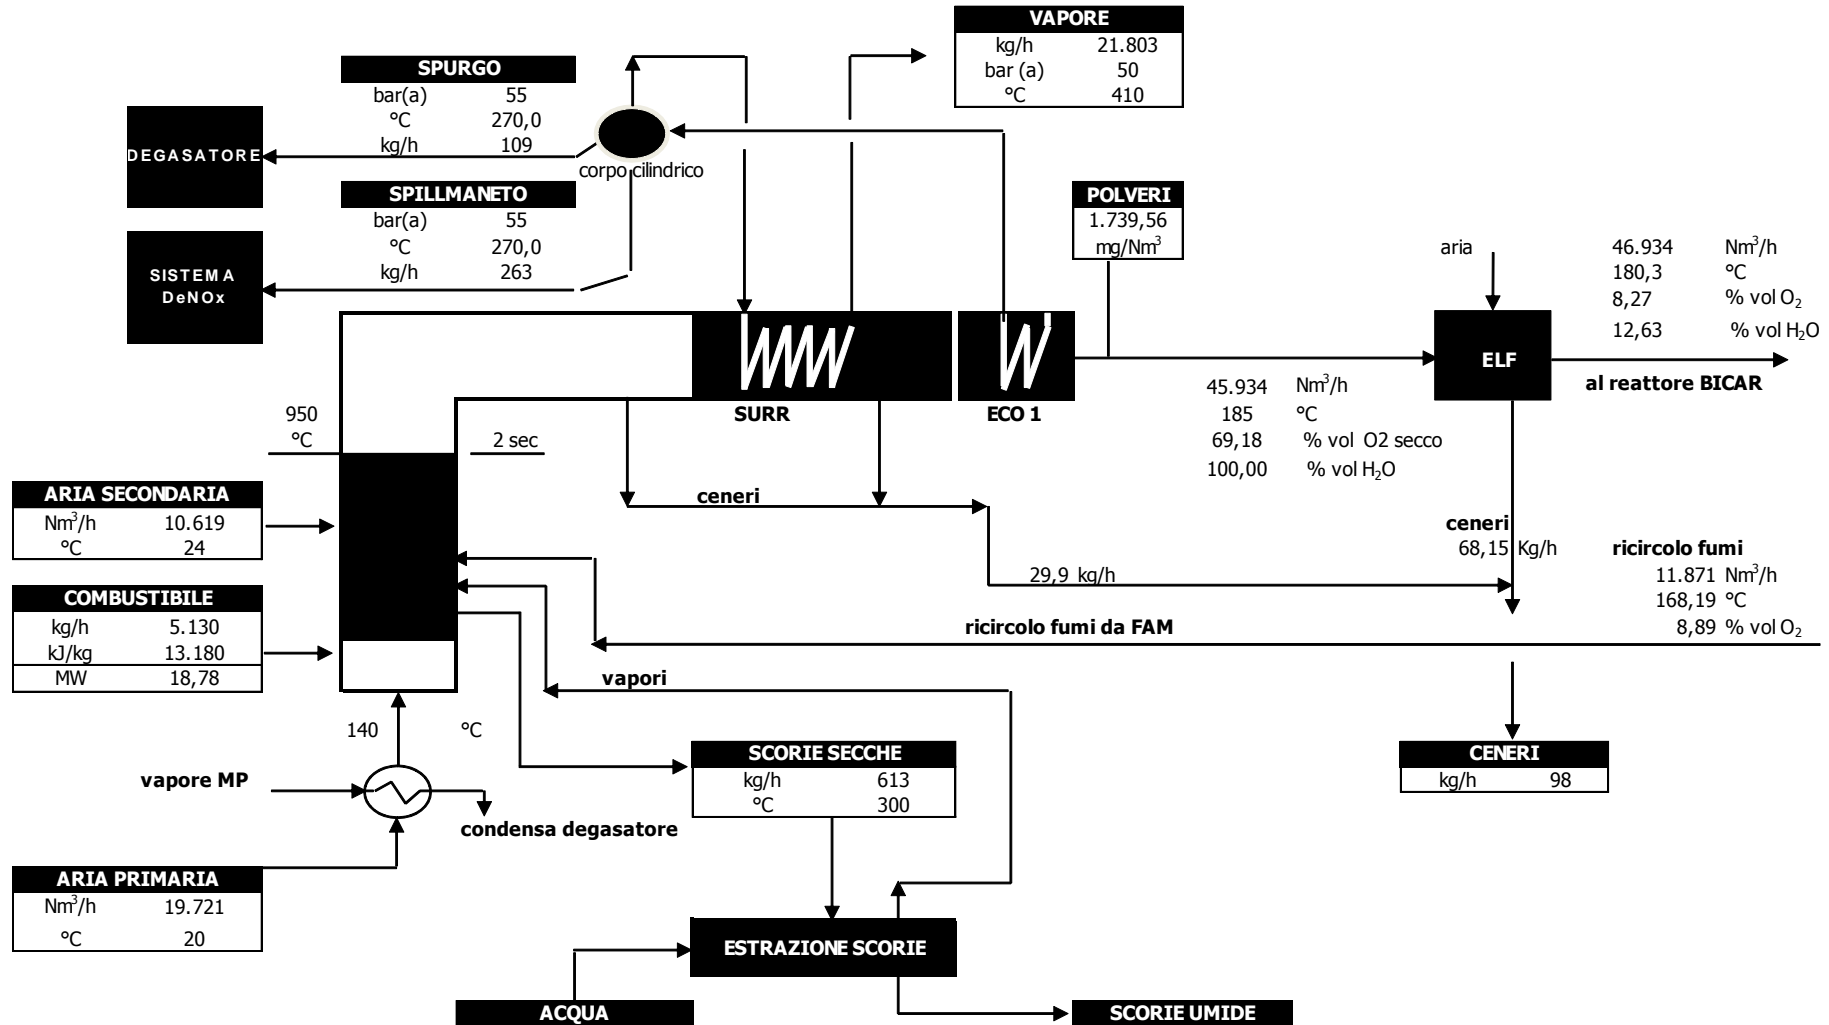 VAPORE
kg/h 21.803
bar (a) 50
°C 410
SPURGO
bar(a) 55
°C 270,0
kg/h 109
DEGASATORE
corpo cilindrico
SPILLMANETO
bar(a) 55
°C 270,0
kg/h 263
SISTEMA
DeNOx
POLVERI
1.739,56
mg/Nm³
aria
46.934 Nm³/h
180,3 °C
8,27 % vol O₂
12,63 % vol H₂O
ELF
al reattore BICAR
SURR
ECO 1
45.934 Nm³/h
185 °C
69,18 % vol O2 secco
100,00 % vol H₂O
950
°C
2 sec
ARIA SECONDARIA
Nm³/h 10.619
°C 24
ceneri
ceneri
68,15 Kg/h
29,9 kg/h
ricircolo fumi
11.871 Nm³/h
168,19 °C
8,89 % vol O₂
COMBUSTIBILE
kg/h 5.130
kJ/kg 13.180
MW 18,78
ricircolo fumi da FAM
vapori
140 °C
vapore MP
condensa degasatore
SCORIE SECCHE
kg/h 613
°C 300
CENERI
kg/h 98
ARIA PRIMARIA
Nm³/h 19.721
°C 20
ESTRAZIONE SCORIE
ACQUA
SCORIE UMIDE